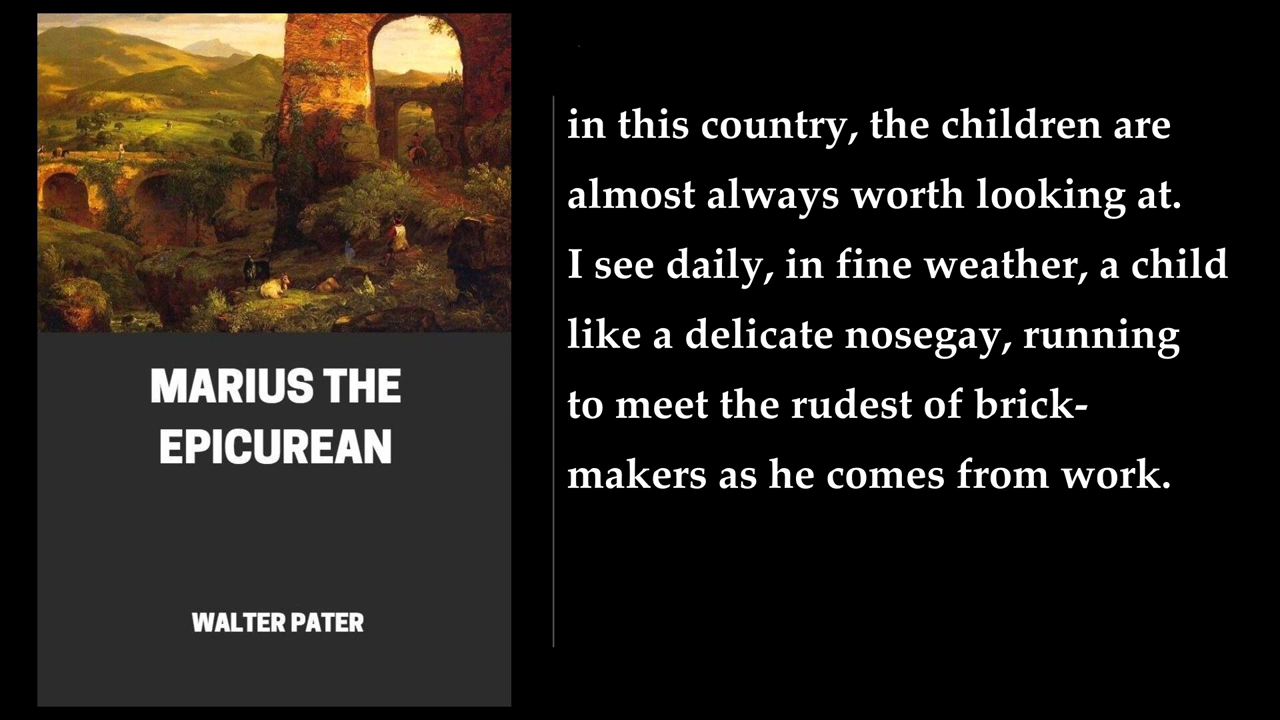 MARIUS THE
EPICUREAN
WALTER PATER
in this country, the children are
almost always worth looking at.
I see daily, in fine weather, a child
like a delicate nosegay, running
to meet the rudest of brick-
makers as he comes from work.